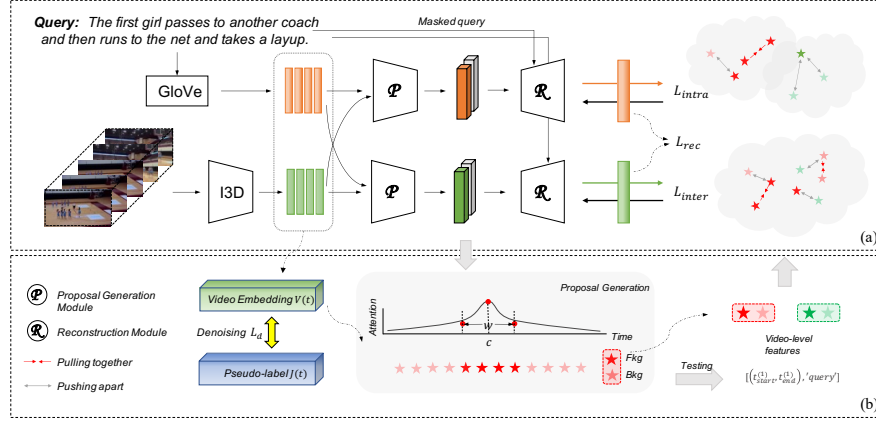 Query: The first girl passes to another coach
and then runs to the net and takes a layup.
Masked query
GloVe
𝓟
𝓡
L_intra
L_rec
I3D
𝓟
𝓡
L_inter
(a)
𝓟 Proposal Generation
Module
𝓡 Reconstruction Module
Pulling together
Pushing apart
Video Embedding V(t)
Denoising L_d
Pseudo-label J(t)
Proposal Generation
Attention
w
c
Time
Fkg
Bkg
Testing
Video-level
features
[(t_start^(1), t_end^(1)), 'query']
(b)